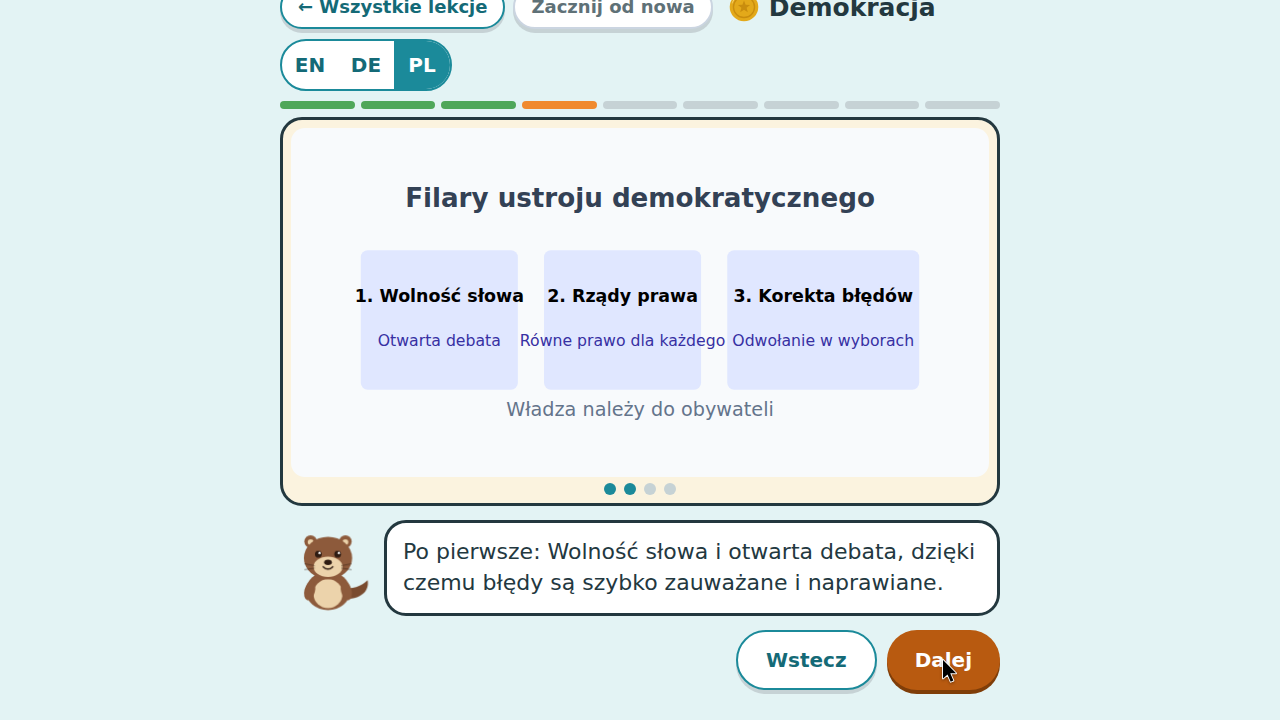 ← Wszystkie lekcje
Zacznij od nowa
Demokracja
EN DE PL
Filary ustroju demokratycznego
1. Wolność słowa
Otwarta debata
2. Rządy prawa
Równe prawo dla każdego
3. Korekta błędów
Odwołanie w wyborach
Władza należy do obywateli
Po pierwsze: Wolność słowa i otwarta debata, dzięki
czemu błędy są szybko zauważane i naprawiane.
Wstecz
Dalej